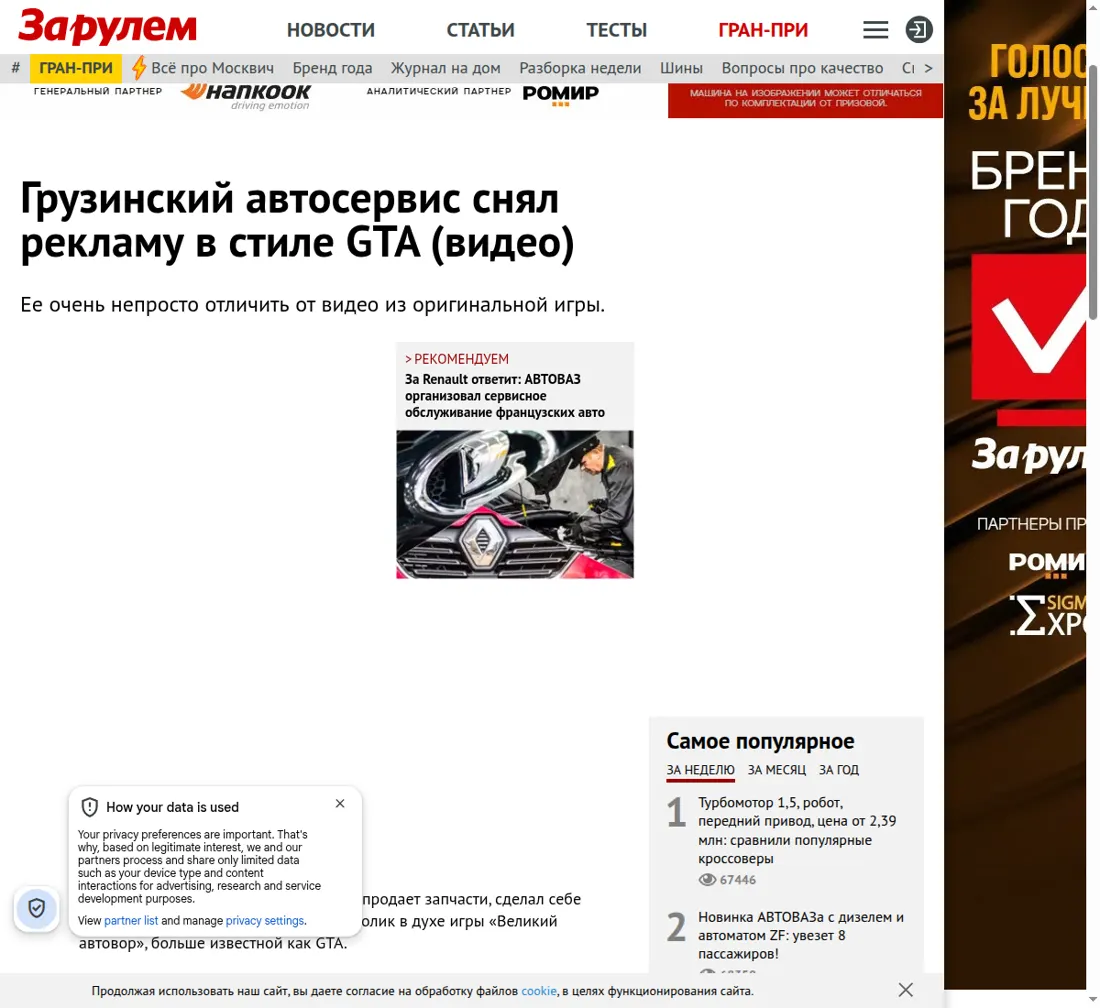 За рулем
НОВОСТИ
СТАТЬИ
ТЕСТЫ
ГРАН-ПРИ
# ГРАН-ПРИ Всё про Москвич Бренд года Журнал на дом Разборка недели Шины Вопросы про качество >
ГЕНЕРАЛЬНЫЙ ПАРТНЕР
Hankook
driving emotion
АНАЛИТИЧЕСКИЙ ПАРТНЕР
РОМИР
МАШИНА НА ИЗОБРАЖЕНИИ МОЖЕТ ОТЛИЧАТЬСЯ
ПО КОМПЛЕКТАЦИИ ОТ ПРИЗОВОЙ.
Грузинский автосервис снял
рекламу в стиле GTA (видео)
Ее очень непросто отличить от видео из оригинальной игры.
> РЕКОМЕНДУЕМ
За Renault ответит: АВТОВАЗ
организовал сервисное
обслуживание французских авто
Самое популярное
ЗА НЕДЕЛЮ ЗА МЕСЯЦ ЗА ГОД
1
Турбомотор 1,5, робот,
передний привод, цена от 2,39
млн: сравнили популярные
кроссоверы
67446
2
Новинка АВТОВАЗа с дизелем и
автоматом ZF: увезет 8
пассажиров!
How your data is used
Your privacy preferences are important. That's
why, based on legitimate interest, we and our
partners process and share only limited data
such as your device type and content
interactions for advertising, research and service
development purposes.
View partner list and manage privacy settings.
продает запчасти, сделал себе
олик в духе игры «Великий
автовор», больше известной как GTA.
Продолжая использовать наш сайт, вы даете согласие на обработку файлов cookie, в целях функционирования сайта.
ГОЛОС
ЗА ЛУЧ
БРЕН
ГОД
За рул
ПАРТНЕРЫ ПР
РОМИ
SIGM
ΣXPO